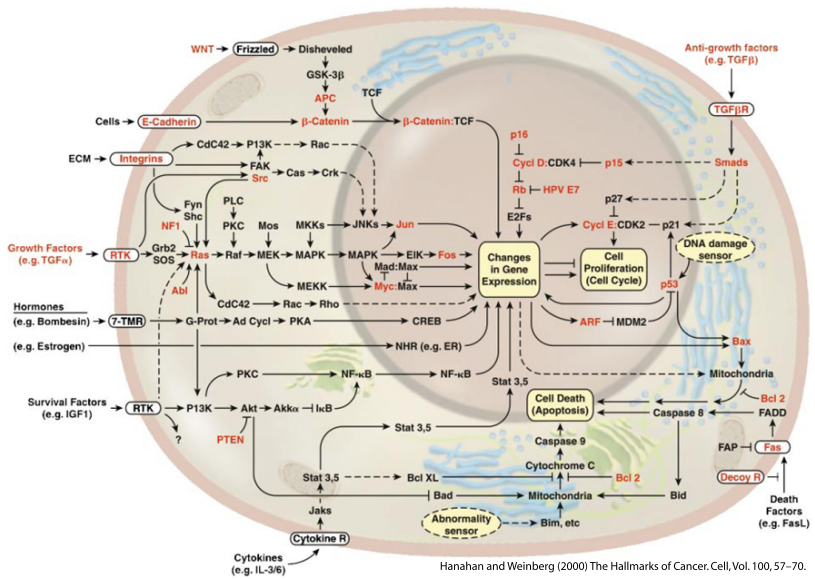 WNT
Frizzled
Disheveled
GSK-3β
APC
TCF
Cells
E-Cadherin
β-Catenin
β-Catenin:TCF
Anti-growth factors
(e.g. TGFβ)
TGFβR
Smads
ECM
Integrins
CdC42
P13K
Rac
FAK
Src
Cas
Crk
p16
Cyclin D:CDK4
p15
Rb
HPV E7
E2Fs
p27
Cycl E:CDK2
p21
Fyn
Shc
PLC
PKC
NF1
Mos
MKKs
JNKs
Jun
Growth Factors
(e.g. TGFα)
RTK
Grb2
SOS
Ras
Raf
MEK
MAPK
MAPK
ElK
Fos
Mad:Max
MEKK
Myc:Max
Abl
CdC42
Rac
Rho
Changes
in Gene
Expression
Cell
Proliferation
(Cell Cycle)
DNA damage
sensor
p53
ARF
MDM2
Bax
Hormones
(e.g. Bombesin)
7-TMR
G-Prot
Ad Cycl
PKA
CREB
(e.g. Estrogen)
NHR (e.g. ER)
Mitochondria
PKC
NF-κB
NF-κB
Stat 3,5
Survival Factors
(e.g. IGF1)
RTK
P13K
Akt
Akkα
IκB
?
PTEN
Stat 3,5
Cell Death
(Apoptosis)
Caspase 8
Bcl 2
FADD
FAP
Fas
Decoy R
Death
Factors
(e.g. FasL)
Caspase 9
Cytochrome C
Stat 3,5
Bcl XL
Bcl 2
Bad
Mitochondria
Bid
Jaks
Abnormality
sensor
Bim, etc
Cytokine R
Cytokines
(e.g. IL-3/6)
Hanahan and Weinberg (2000) The Hallmarks of Cancer. Cell, Vol. 100, 57–70.